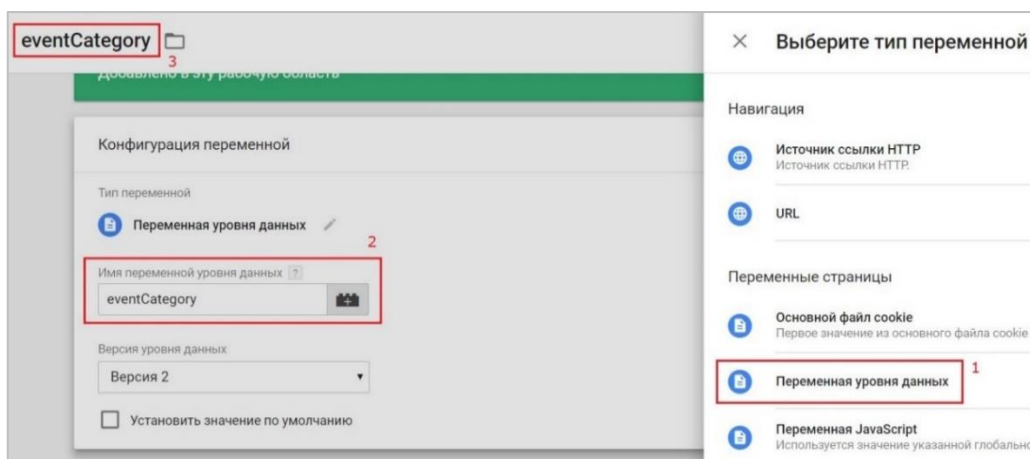 eventCategory
3
Добавлено в эту рабочую область
Конфигурация переменной
Тип переменной
Переменная уровня данных
2
Имя переменной уровня данных ?
eventCategory
Версия уровня данных
Версия 2
Установить значение по умолчанию
Выберите тип переменной
Навигация
Источник ссылки HTTP
Источник ссылки HTTP.
URL
Переменные страницы
Основной файл cookie
Первое значение из основного файла cookie
1
Переменная уровня данных
Переменная JavaScript
Используется значение указанной глобально